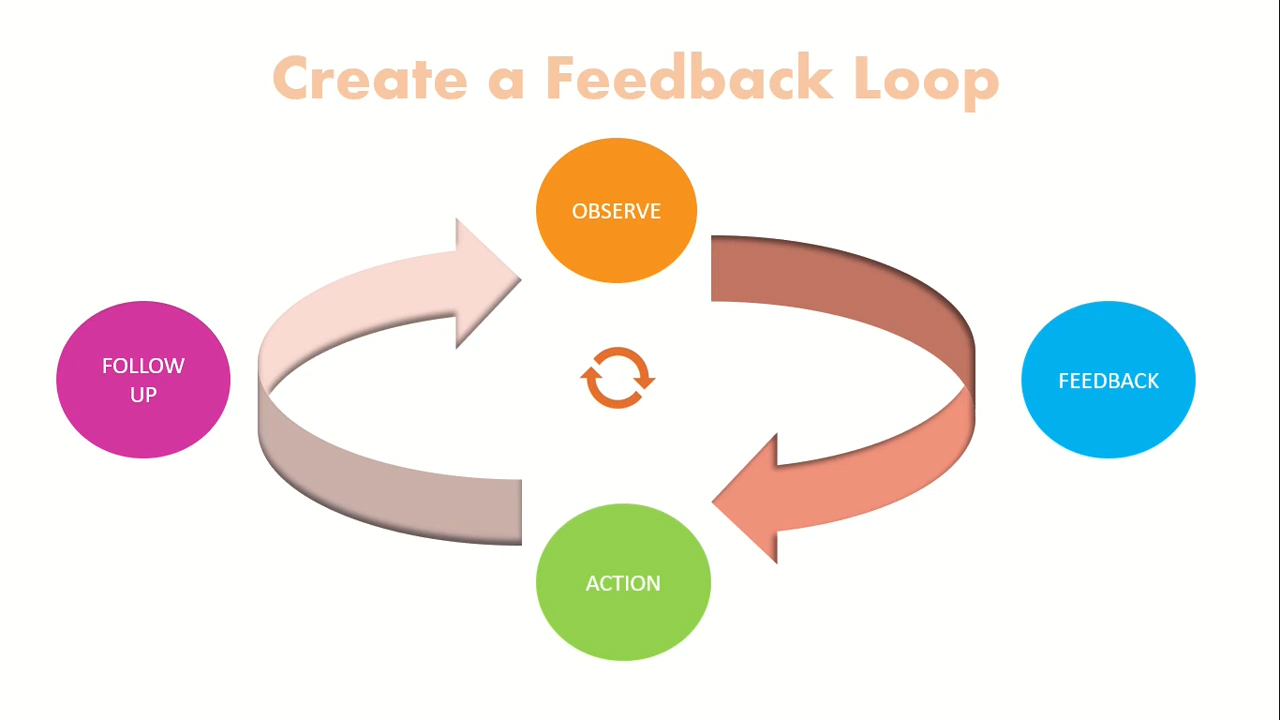 Create a Feedback Loop
OBSERVE
FOLLOW
UP
FEEDBACK
ACTION